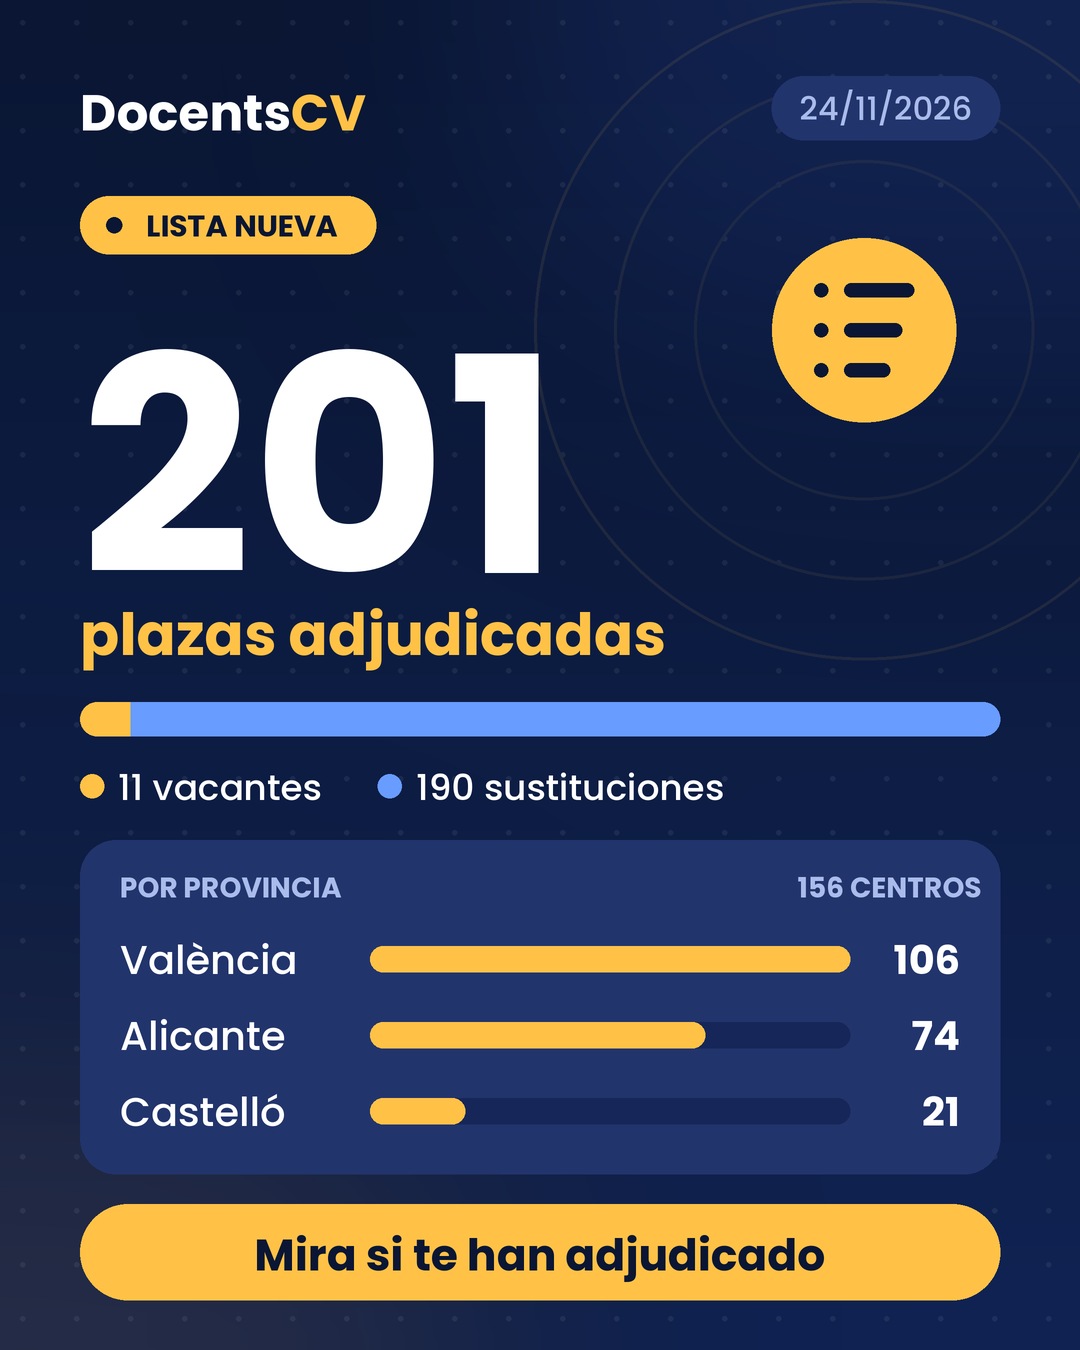 DocentsCV
24/11/2026
LISTA NUEVA
201
plazas adjudicadas
11 vacantes
190 sustituciones
POR PROVINCIA
156 CENTROS
València
106
Alicante
74
Castelló
21
Mira si te han adjudicado